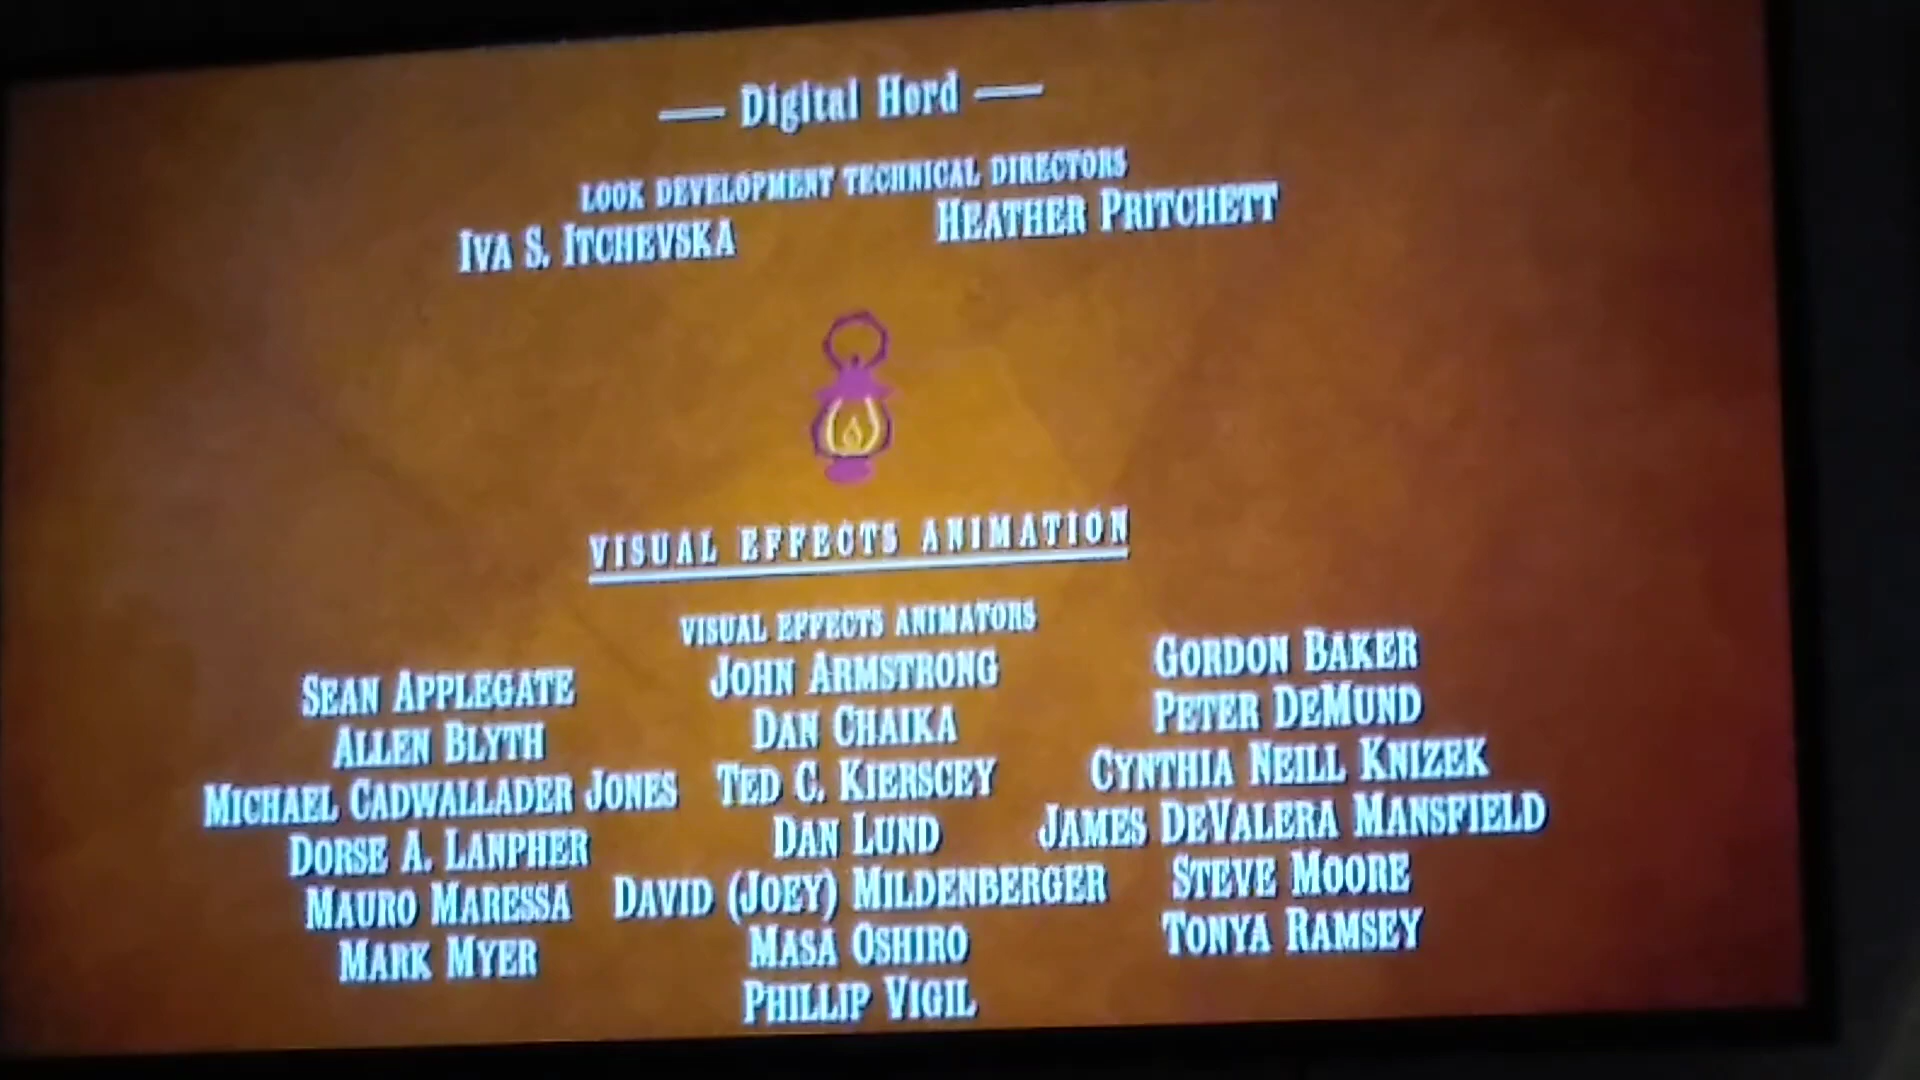 — Digital Herd —
LOOK DEVELOPMENT TECHNICAL DIRECTORS
IVA S. ITCHEVSKA HEATHER PRITCHETT
VISUAL EFFECTS ANIMATION
VISUAL EFFECTS ANIMATORS
SEAN APPLEGATE JOHN ARMSTRONG GORDON BAKER
ALLEN BLYTH DAN CHAIKA PETER DEMUND
MICHAEL CADWALLADER JONES TED C. KIERSCEY CYNTHIA NEILL KNIZEK
DORSE A. LANPHER DAN LUND JAMES DEVALERA MANSFIELD
MAURO MARESSA DAVID (JOEY) MILDENBERGER STEVE MOORE
MARK MYER MASA OSHIRO TONYA RAMSEY
PHILLIP VIGIL